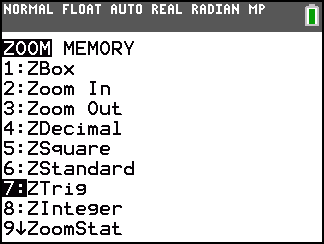 NORMAL FLOAT AUTO REAL RADIAN MP
ZOOM MEMORY
1:ZBox
2:Zoom In
3:Zoom Out
4:ZDecimal
5:ZSquare
6:ZStandard
7:ZTrig
8:ZInteger
9↓ZoomStat